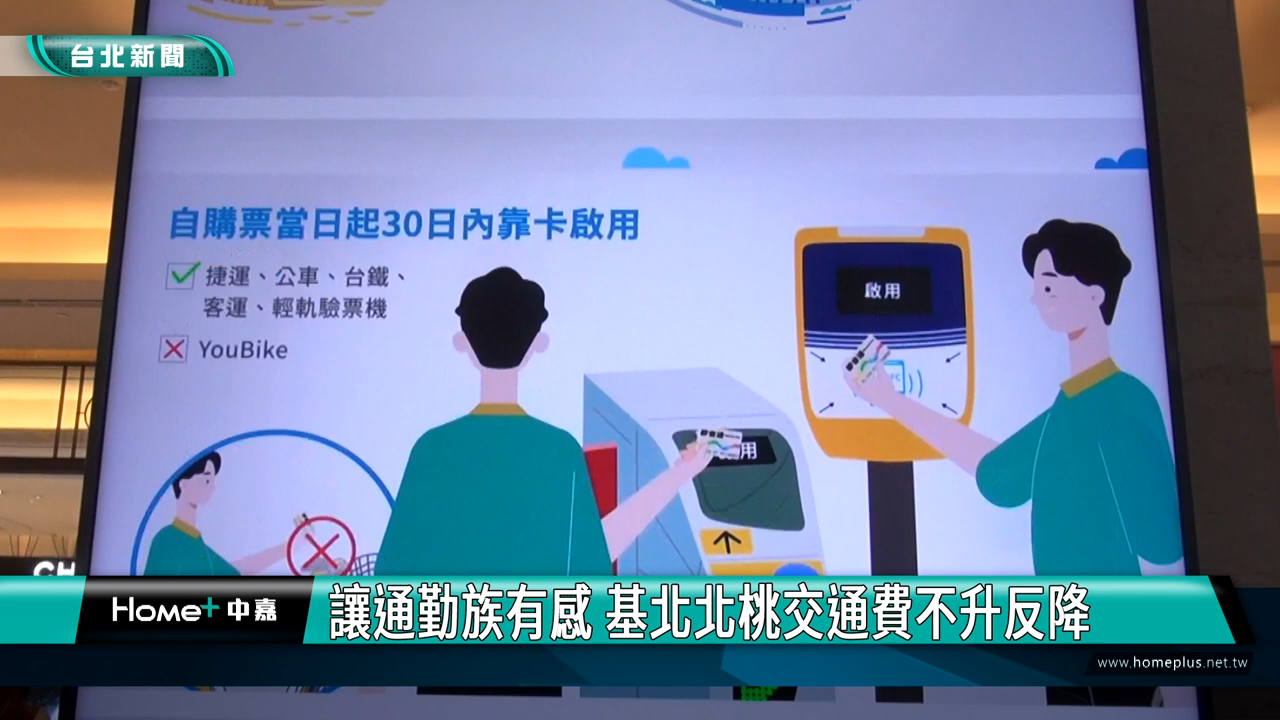 台北新聞
自購票當日起30日內靠卡啟用
捷運、公車、台鐵、
客運、輕軌驗票機
YouBike
啟用
用
CH
Home+ 中嘉
讓通勤族有感 基北北桃交通費不升反降
www.homeplus.net.tw